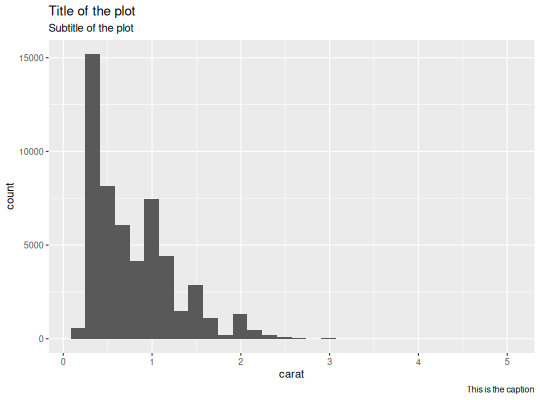 Title of the plot
Subtitle of the plot
15000
10000
5000
0
count
0 1 2 3 4 5
carat
This is the caption